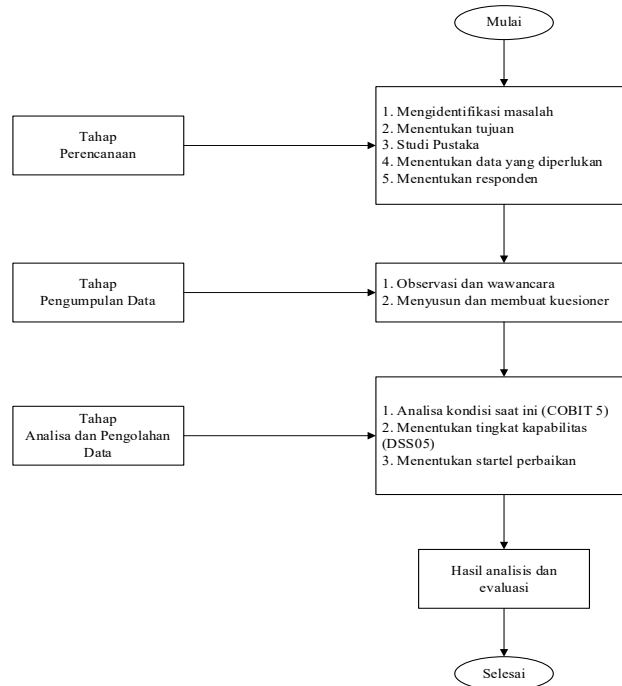 Mulai
Tahap
Perencanaan
1. Mengidentifikasi masalah
2. Menentukan tujuan
3. Studi Pustaka
4. Menentukan data yang diperlukan
5. Menentukan responden
Tahap
Pengumpulan Data
1. Observasi dan wawancara
2. Menyusun dan membuat kuesioner
Tahap
Analisa dan Pengolahan
Data
1. Analisa kondisi saat ini (COBIT 5)
2. Menentukan tingkat kapabilitas
(DSS05)
3. Menentukan startel perbaikan
Hasil analisis dan
evaluasi
Selesai